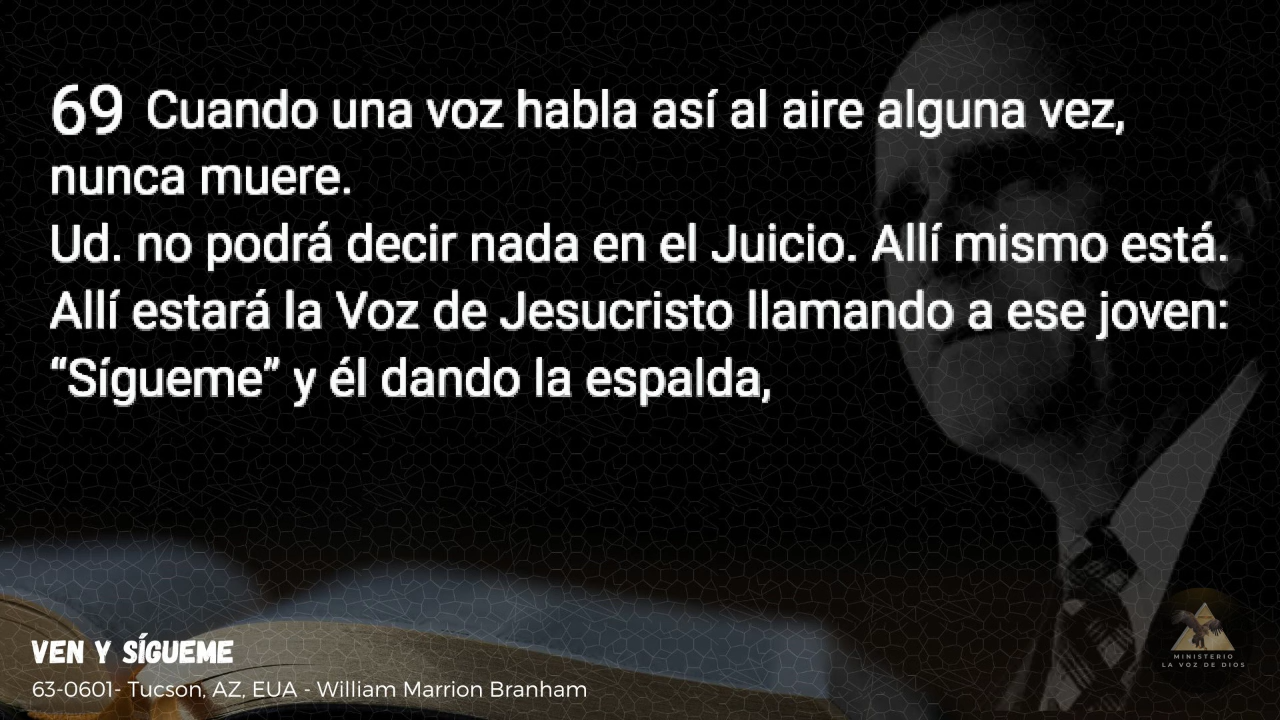 69 Cuando una voz habla así al aire alguna vez,
nunca muere.
Ud. no podrá decir nada en el Juicio. Allí mismo está.
Allí estará la Voz de Jesucristo llamando a ese joven:
“Sígueme” y él dando la espalda,
VEN Y SÍGUEME
63-0601- Tucson, AZ, EUA - William Marrion Branham
MINISTERIO
LA VOZ DE DIOS